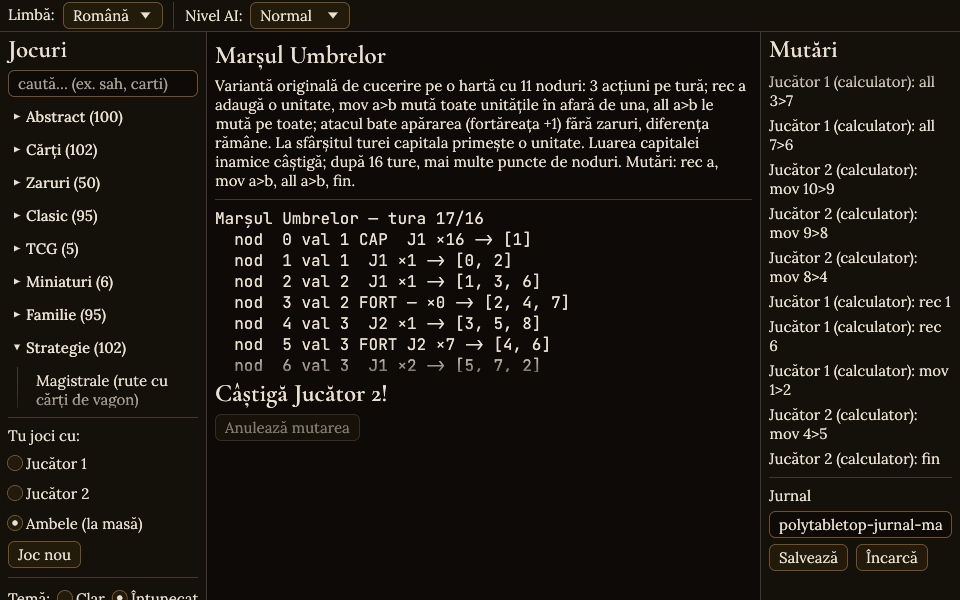 Limbă: Română ▼ Nivel AI: Normal ▼
Jocuri
caută... (ex. sah, carti)
▸ Abstract (100)
▸ Cărți (102)
▸ Zaruri (50)
▸ Clasic (95)
▸ TCG (5)
▸ Miniaturi (6)
▸ Familie (95)
▾ Strategie (102)
Magistrale (rute cu
cărți de vagon)
Tu joci cu:
Jucător 1
Jucător 2
Ambele (la masă)
Joc nou
Temă: Clar Întunecat
Marșul Umbrelor
Variantă originală de cucerire pe o hartă cu 11 noduri: 3 acțiuni pe tură; rec a
adaugă o unitate, mov a>b mută toate unitățile în afară de una, all a>b le
mută pe toate; atacul bate apărarea (fortăreața +1) fără zaruri, diferența
rămâne. La sfârșitul turei capitala primește o unitate. Luarea capitalei
inamice câștigă; după 16 ture, mai multe puncte de noduri. Mutări: rec a,
mov a>b, all a>b, fin.
Marșul Umbrelor — tura 17/16
nod 0 val 1 CAP J1 ×16 → [1]
nod 1 val 1 J1 ×1 → [0, 2]
nod 2 val 2 J1 ×1 → [1, 3, 6]
nod 3 val 2 FORT — ×0 → [2, 4, 7]
nod 4 val 3 J2 ×1 → [3, 5, 8]
nod 5 val 3 FORT J2 ×7 → [4, 6]
nod 6 val 3 J1 ×2 → [5, 7, 2]
Câștigă Jucător 2!
Anulează mutarea
Mutări
Jucător 1 (calculator): all
3>7
Jucător 1 (calculator): all
7>6
Jucător 2 (calculator):
mov 10>9
Jucător 2 (calculator):
mov 9>8
Jucător 2 (calculator):
mov 8>4
Jucător 1 (calculator): rec 1
Jucător 1 (calculator): rec
6
Jucător 1 (calculator): mov
1>2
Jucător 2 (calculator):
mov 4>5
Jucător 2 (calculator): fin
Jurnal
polytabletop-jurnal-ma
Salvează Încarcă